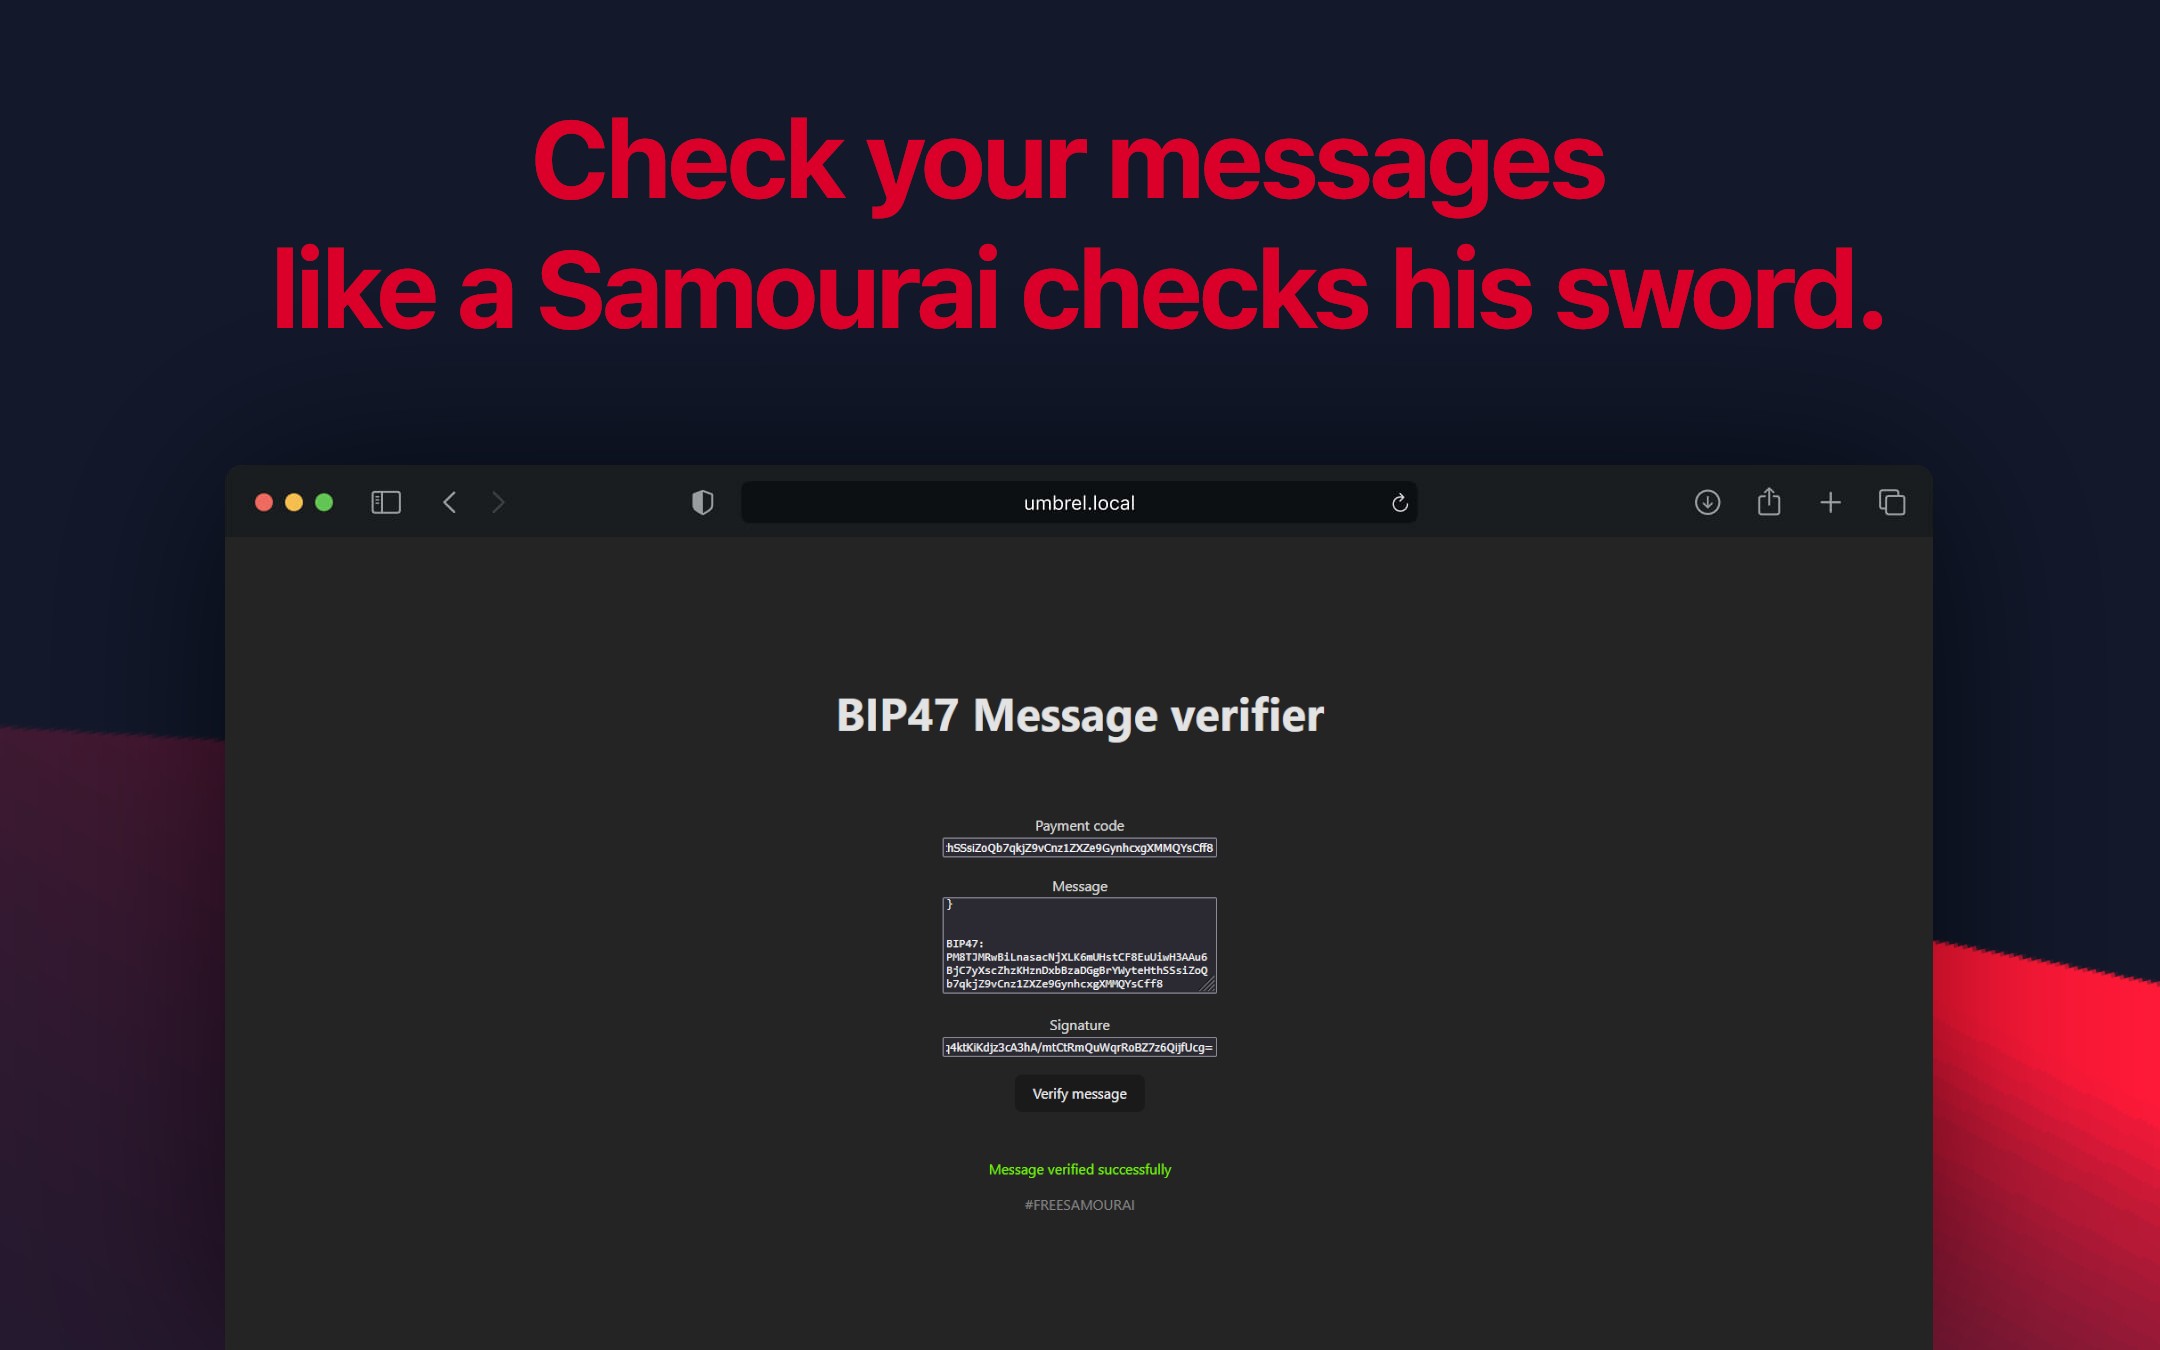 Check your messages
like a Samourai checks his sword.
umbrel.local
BIP47 Message verifier
Payment code
hSSsiZoQb7qkjZ9vCnz1ZXZe9GynhcxgXMMQYsCff8
Message
}
BIP47:
PM8TJMRwBiLnasacNjXLK6mUHstCF8EuUiwH3AAu6
BjC7yXscZhzKHznDxbBzaDGgBrYWyteHthSSsiZoQ
b7qkjZ9vCnz1ZXZe9GynhcxgXMMQYsCff8
Signature
q4ktKiKdjz3cA3hA/mtCtRmQuWqrRoBZ7z6QijfUcg=
Verify message
Message verified successfully
#FREESAMOURAI